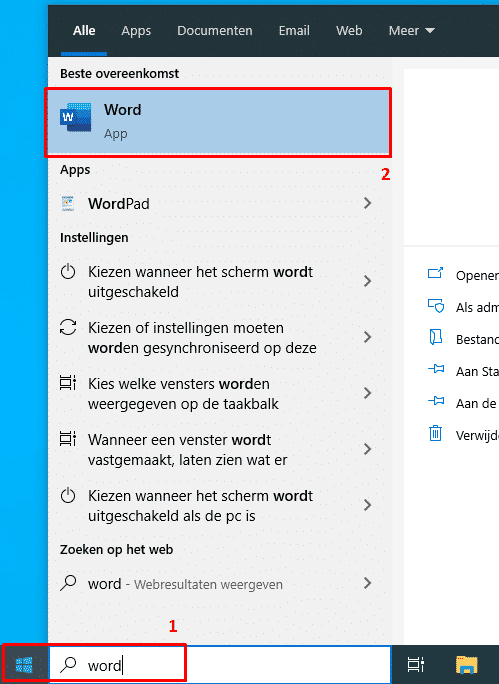 Alle Apps Documenten Email Web Meer
Beste overeenkomst
W Word
App
2
Apps
WordPad
Instellingen
Kiezen wanneer het scherm wordt
uitgeschakeld
Kiezen of instellingen moeten
worden gesynchroniseerd op deze
Kies welke vensters worden
weergegeven op de taakbalk
Wanneer een venster wordt
vastgemaakt, laten zien wat er
Kiezen wanneer het scherm wordt
uitgeschakeld als de pc is
Zoeken op het web
word - Webresultaten weergeven
Openen
Als adm
Bestand
Aan Sta
Aan de
Verwijd
1
word